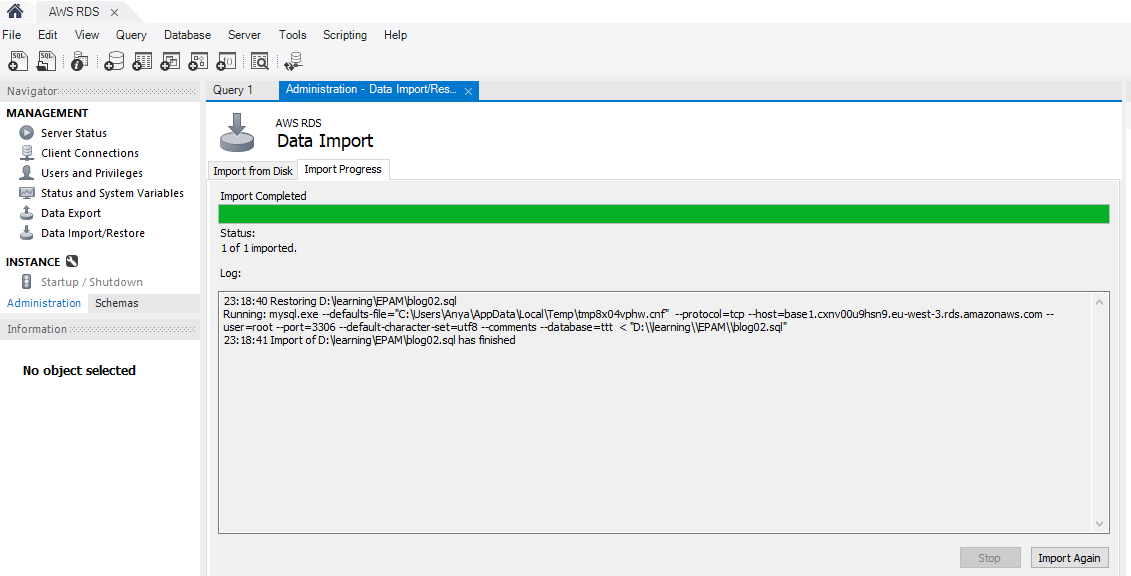 AWS RDS
File Edit View Query Database Server Tools Scripting Help
Navigator
MANAGEMENT
Server Status
Client Connections
Users and Privileges
Status and System Variables
Data Export
Data Import/Restore
INSTANCE
Startup / Shutdown
Administration Schemas
Information
No object selected
Query 1 Administration - Data Import/Res...
AWS RDS
Data Import
Import from Disk Import Progress
Import Completed
Status:
1 of 1 imported.
Log:
23:18:40 Restoring D:\learning\EPAM\blog02.sql
Running: mysql.exe --defaults-file="C:\Users\Anya\AppData\Local\Temp\tmp8x04vphw.cnf" --protocol=tcp --host=base1.cxnv00u9hsn9.eu-west-3.rds.amazonaws.com --
user=root --port=3306 --default-character-set=utf8 --comments --database=ttt < "D:\\learning\\EPAM\\blog02.sql"
23:18:41 Import of D:\learning\EPAM\blog02.sql has finished
Stop Import Again